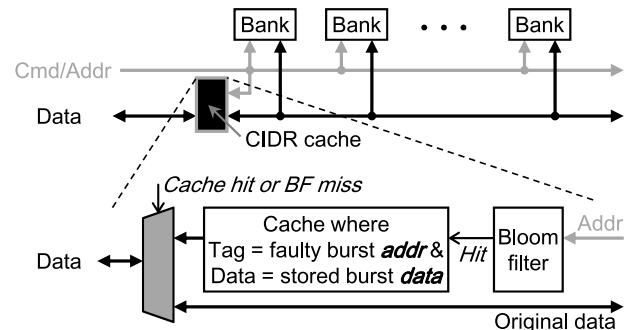 Bank Bank • • • Bank
Cmd/Addr
Data
CIDR cache
Cache hit or BF miss
Cache where
Tag = faulty burst addr &
Data = stored burst data
Data
Hit
Bloom
filter
Addr
Original data